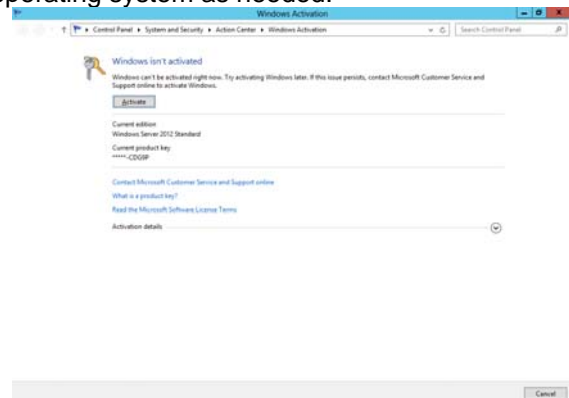 operating system as needed.
Windows Activation
Control Panel ▸ System and Security ▸ Action Center ▸ Windows Activation
Search Control Panel
Windows isn't activated
Windows can't be activated right now. Try activating Windows later. If this issue persists, contact Microsoft Customer Service and
Support online to activate Windows.
Activate
Current edition
Windows Server 2012 Standard
Current product key
*****-CDG9P
Contact Microsoft Customer Service and Support online
What is a product key?
Read the Microsoft Software License Terms
Activation details
Cancel